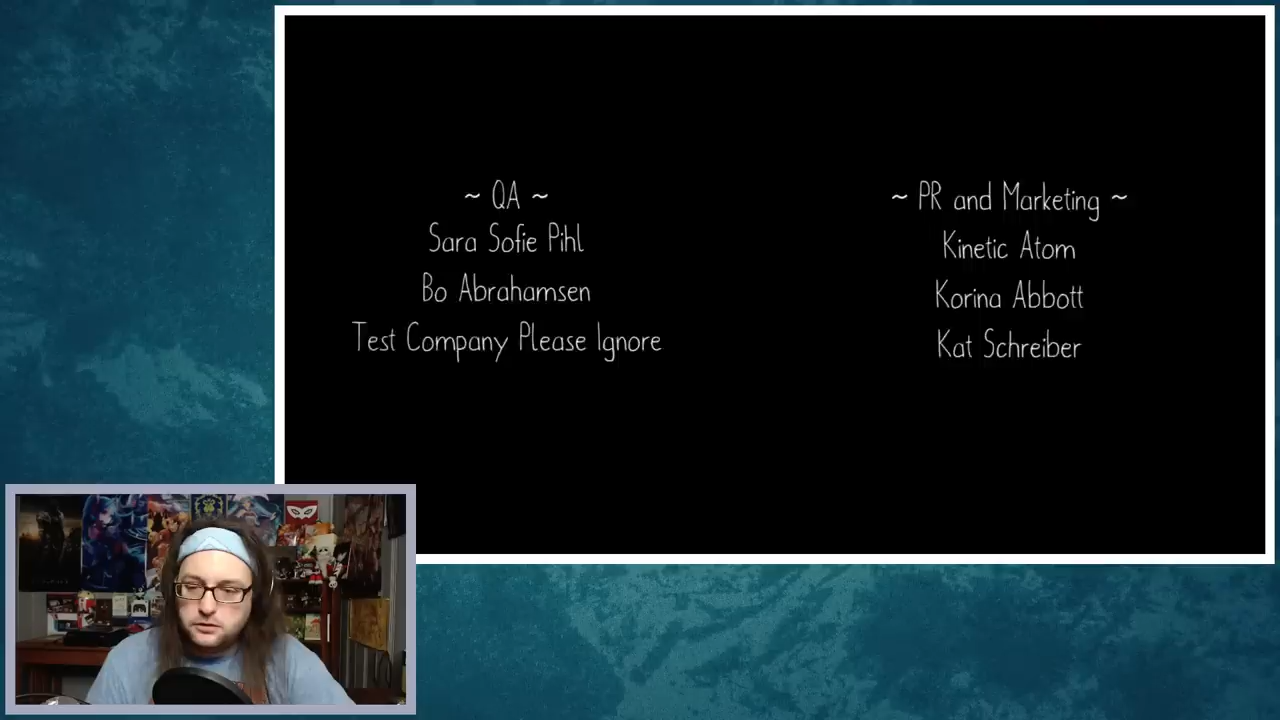 ~ QA ~
Sara Sofie Pihl
Bo Abrahamsen
Test Company Please Ignore
~ PR and Marketing ~
Kinetic Atom
Korina Abbott
Kat Schreiber